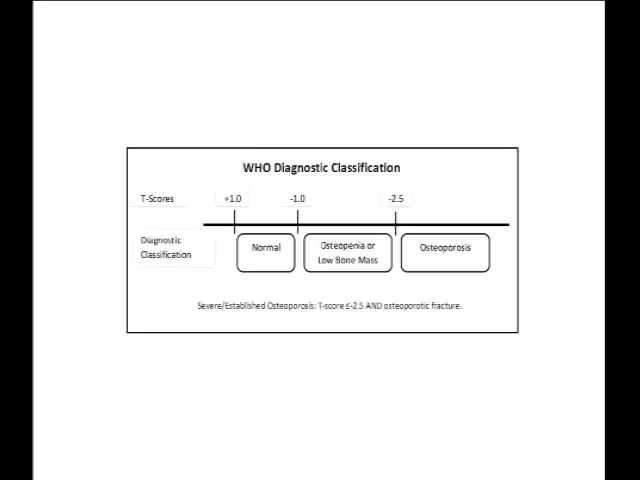 WHO Diagnostic Classification
T-Scores +1.0 -1.0 -2.5
Diagnostic Classification
Normal
Osteopenia or
Low Bone Mass
Osteoporosis
Severe/Established Osteoporosis: T-score ≤-2.5 AND osteoporotic fracture.